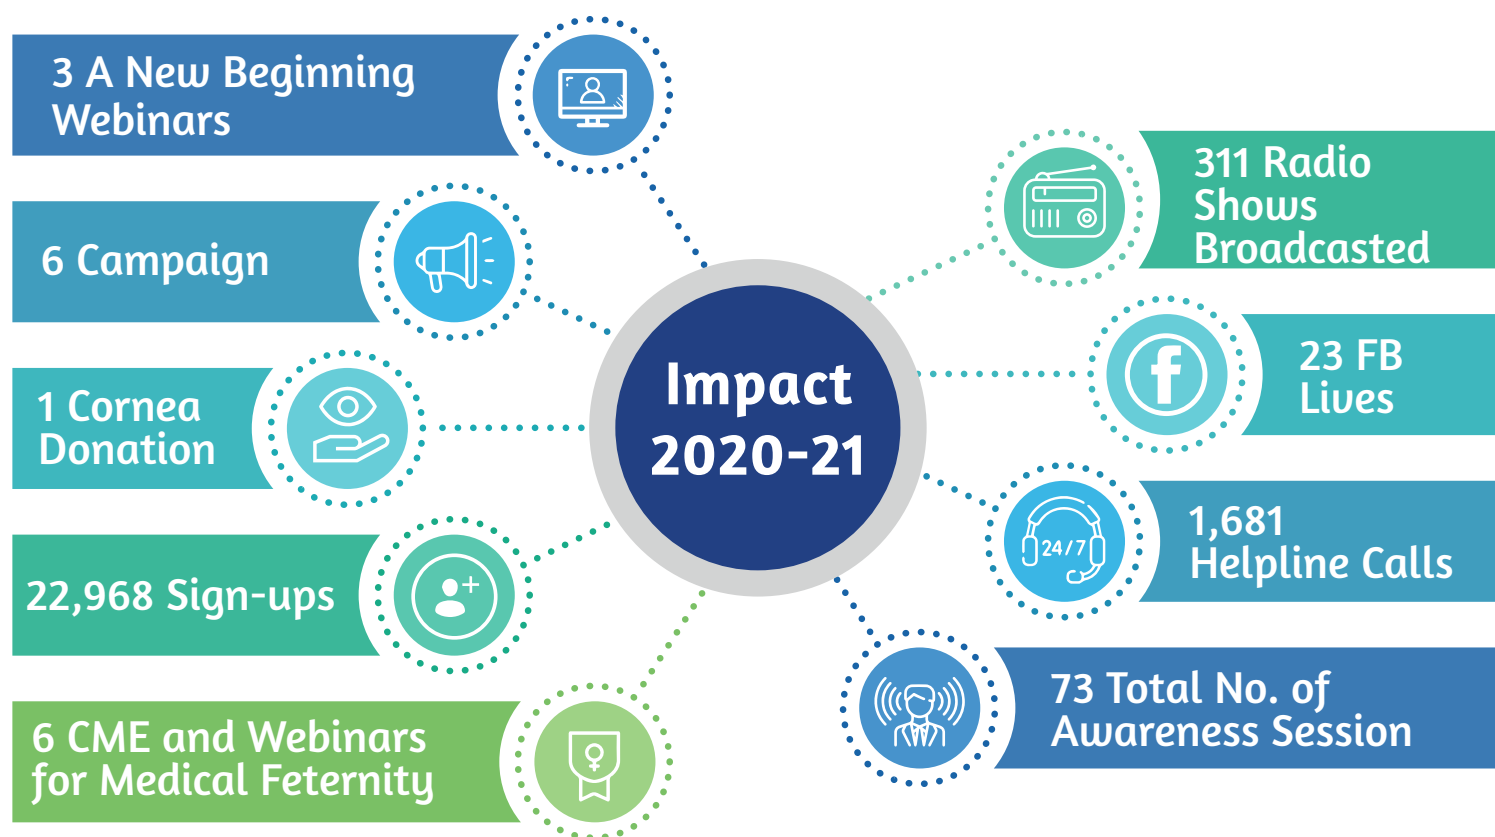 3 A New Beginning
Webinars
6 Campaign
1 Cornea
Donation
22,968 Sign-ups
6 CME and Webinars
for Medical Feternity
Impact
2020-21
311 Radio
Shows
Broadcasted
f
23 FB
Lives
24/7
1,681
Helpline Calls
73 Total No. of
Awareness Session